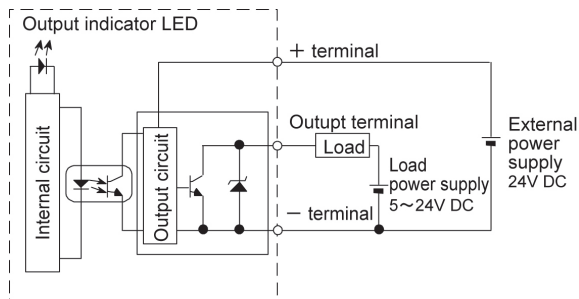 Output indicator LED
+ terminal
Outupt terminal
Load
External
power
supply
24V DC
Load
power supply
5~24V DC
− terminal
Internal circuit
Output circuit